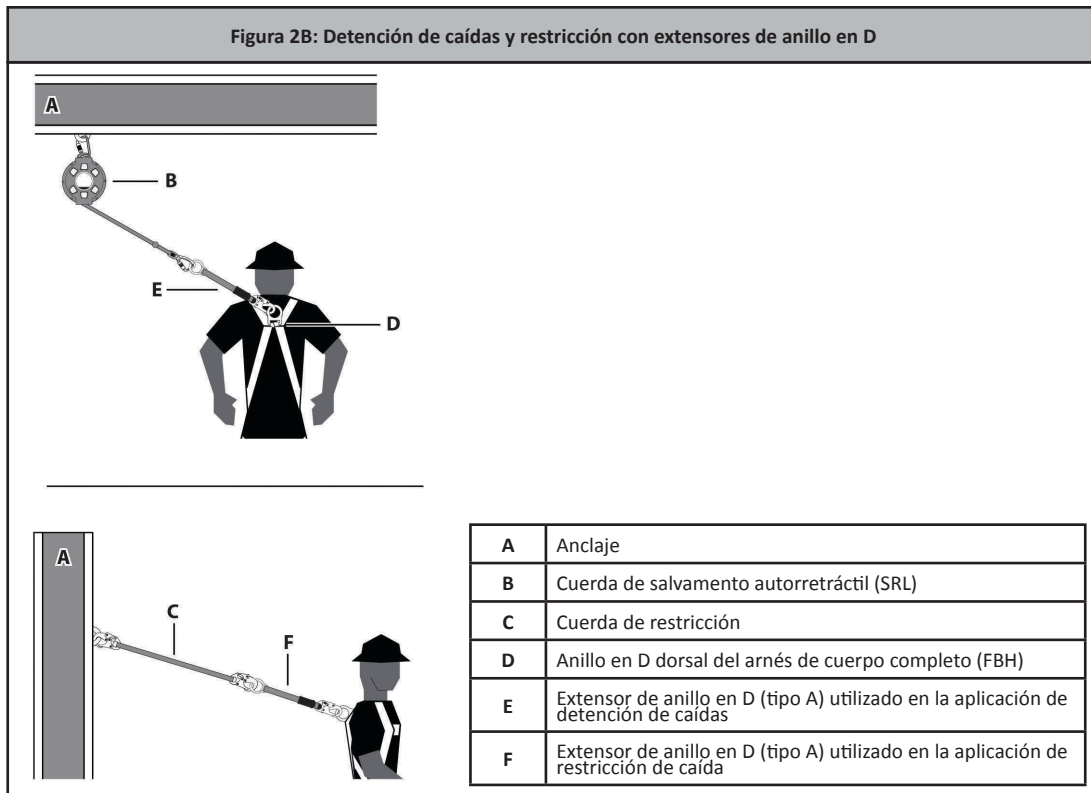 Figura 2B: Detención de caídas y restricción con extensores de anillo en D
A
B
E
D
A
C
F
A Anclaje
B Cuerda de salvamento autorretráctil (SRL)
C Cuerda de restricción
D Anillo en D dorsal del arnés de cuerpo completo (FBH)
E Extensor de anillo en D (tipo A) utilizado en la aplicación de
detención de caídas
F Extensor de anillo en D (tipo A) utilizado en la aplicación de
restricción de caída